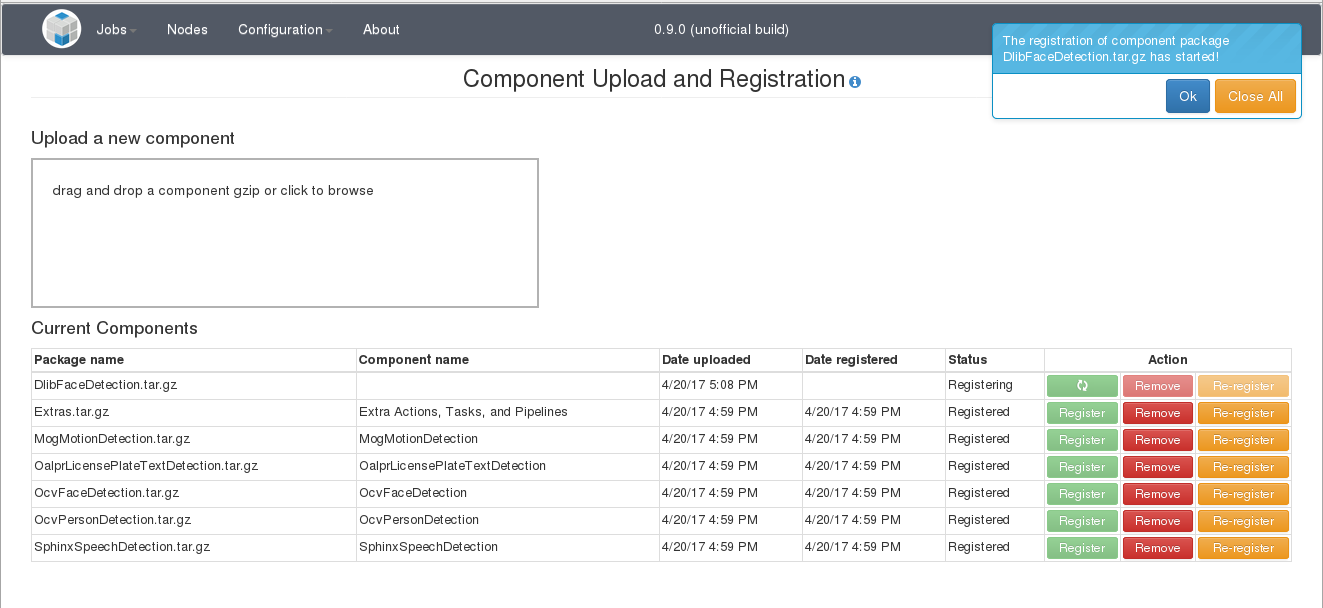 Jobs Nodes Configuration About 0.9.0 (unofficial build)
The registration of component package
DlibFaceDetection.tar.gz has started!
Ok Close All
Component Upload and Registration
Upload a new component
drag and drop a component gzip or click to browse
Current Components
Package name Component name Date uploaded Date registered Status Action
DlibFaceDetection.tar.gz 4/20/17 5:08 PM Registering Remove Re-register
Extras.tar.gz Extra Actions, Tasks, and Pipelines 4/20/17 4:59 PM 4/20/17 4:59 PM Registered Register Remove Re-register
MogMotionDetection.tar.gz MogMotionDetection 4/20/17 4:59 PM 4/20/17 4:59 PM Registered Register Remove Re-register
OalprLicensePlateTextDetection.tar.gz OalprLicensePlateTextDetection 4/20/17 4:59 PM 4/20/17 4:59 PM Registered Register Remove Re-register
OcvFaceDetection.tar.gz OcvFaceDetection 4/20/17 4:59 PM 4/20/17 4:59 PM Registered Register Remove Re-register
OcvPersonDetection.tar.gz OcvPersonDetection 4/20/17 4:59 PM 4/20/17 4:59 PM Registered Register Remove Re-register
SphinxSpeechDetection.tar.gz SphinxSpeechDetection 4/20/17 4:59 PM 4/20/17 4:59 PM Registered Register Remove Re-register